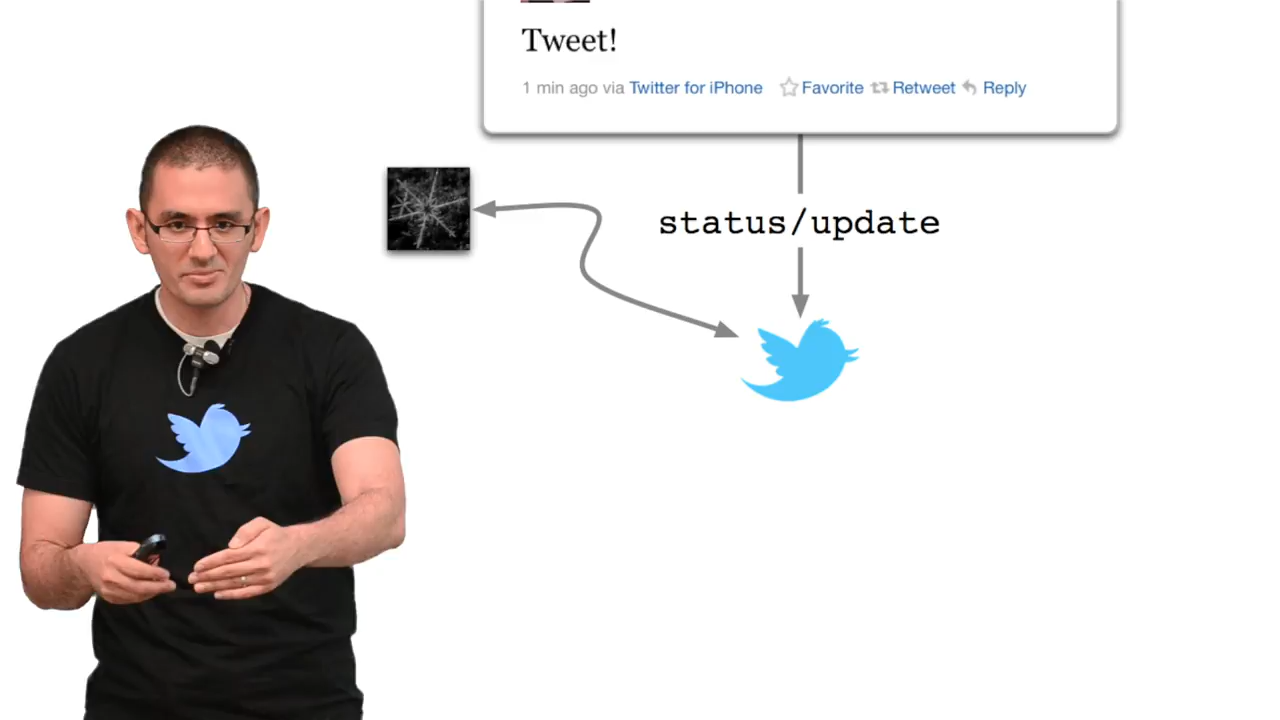 Tweet!
1 min ago via Twitter for iPhone Favorite Retweet Reply
status/update